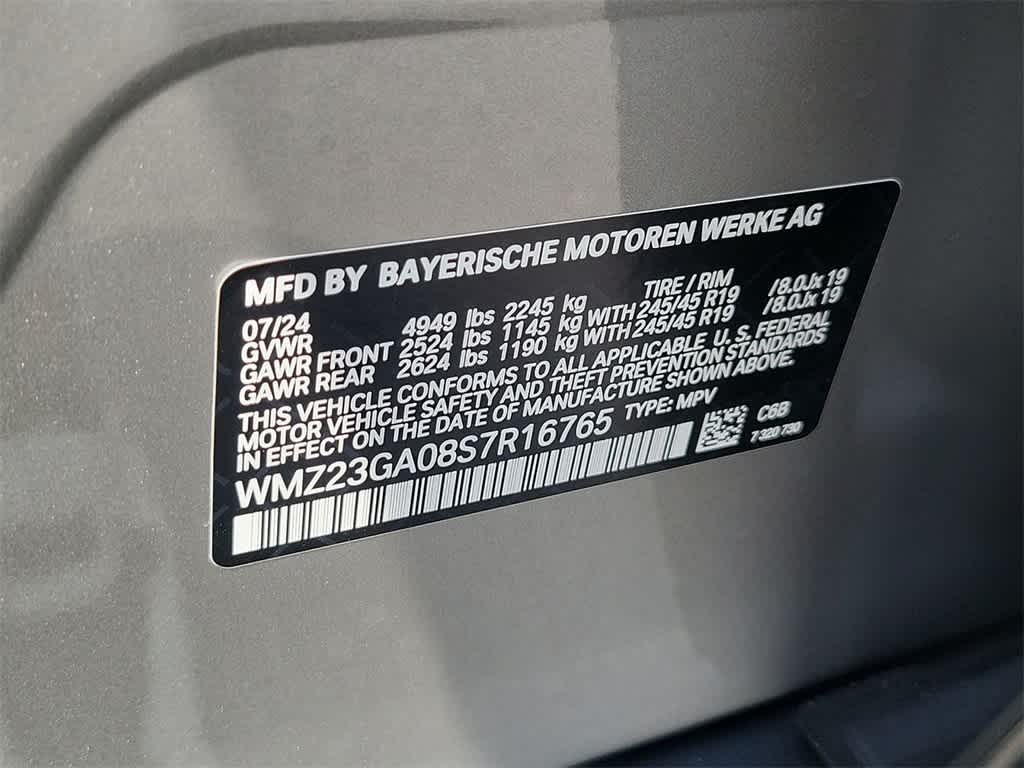 MFD BY BAYERISCHE MOTOREN WERKE AG
07/24 TIRE / RIM
GVWR 4949 lbs 2245 kg
GAWR FRONT 2524 lbs 1145 kg WITH 245/45 R19 /8.0Jx 19
GAWR REAR 2624 lbs 1190 kg WITH 245/45 R19 /8.0Jx 19
THIS VEHICLE CONFORMS TO ALL APPLICABLE U. S. FEDERAL
MOTOR VEHICLE SAFETY AND THEFT PREVENTION STANDARDS
IN EFFECT ON THE DATE OF MANUFACTURE SHOWN ABOVE.
WMZ23GA08S7R16765 TYPE: MPV
C6B
7 320 730